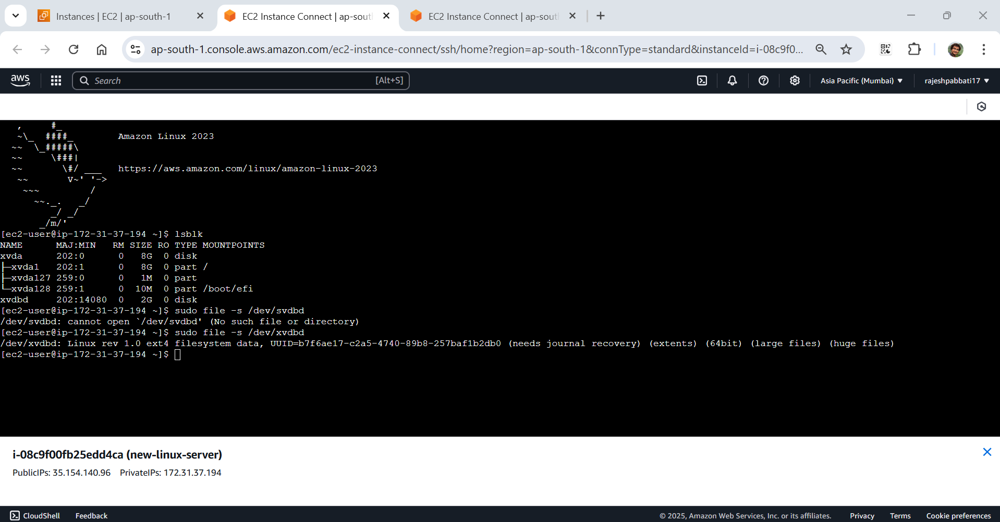 Instances | EC2 | ap-south-1
EC2 Instance Connect | ap-sout
EC2 Instance Connect | ap-sout
ap-south-1.console.aws.amazon.com/ec2-instance-connect/ssh/home?region=ap-south-1&connType=standard&instanceId=i-08c9f0...
aws
Search [Alt+S]
Asia Pacific (Mumbai)
rajeshpabbati17
   ,     #_
   ~\_  ####_        Amazon Linux 2023
  ~~  \_#####\
  ~~     \###|
  ~~       \#/ ___   https://aws.amazon.com/linux/amazon-linux-2023
   ~~       V~' '->
    ~~~         /
      ~~._.   _/
         _/ _/
       _/m/'
[ec2-user@ip-172-31-37-194 ~]$ lsblk
NAME      MAJ:MIN   RM SIZE RO TYPE MOUNTPOINTS
xvda      202:0      0   8G  0 disk
├─xvda1   202:1      0   8G  0 part /
├─xvda127 259:0      0   1M  0 part
└─xvda128 259:1      0  10M  0 part /boot/efi
xvdbd     202:14080  0   2G  0 disk
[ec2-user@ip-172-31-37-194 ~]$ sudo file -s /dev/svdbd
/dev/svdbd: cannot open `/dev/svdbd' (No such file or directory)
[ec2-user@ip-172-31-37-194 ~]$ sudo file -s /dev/xvdbd
/dev/xvdbd: Linux rev 1.0 ext4 filesystem data, UUID=b7f6ae17-c2a5-4740-89b8-257baf1b2db0 (needs journal recovery) (extents) (64bit) (large files) (huge files)
[ec2-user@ip-172-31-37-194 ~]$
i-08c9f00fb25edd4ca (new-linux-server)
PublicIPs: 35.154.140.96 PrivateIPs: 172.31.37.194
CloudShell Feedback © 2025, Amazon Web Services, Inc. or its affiliates. Privacy Terms Cookie preferences